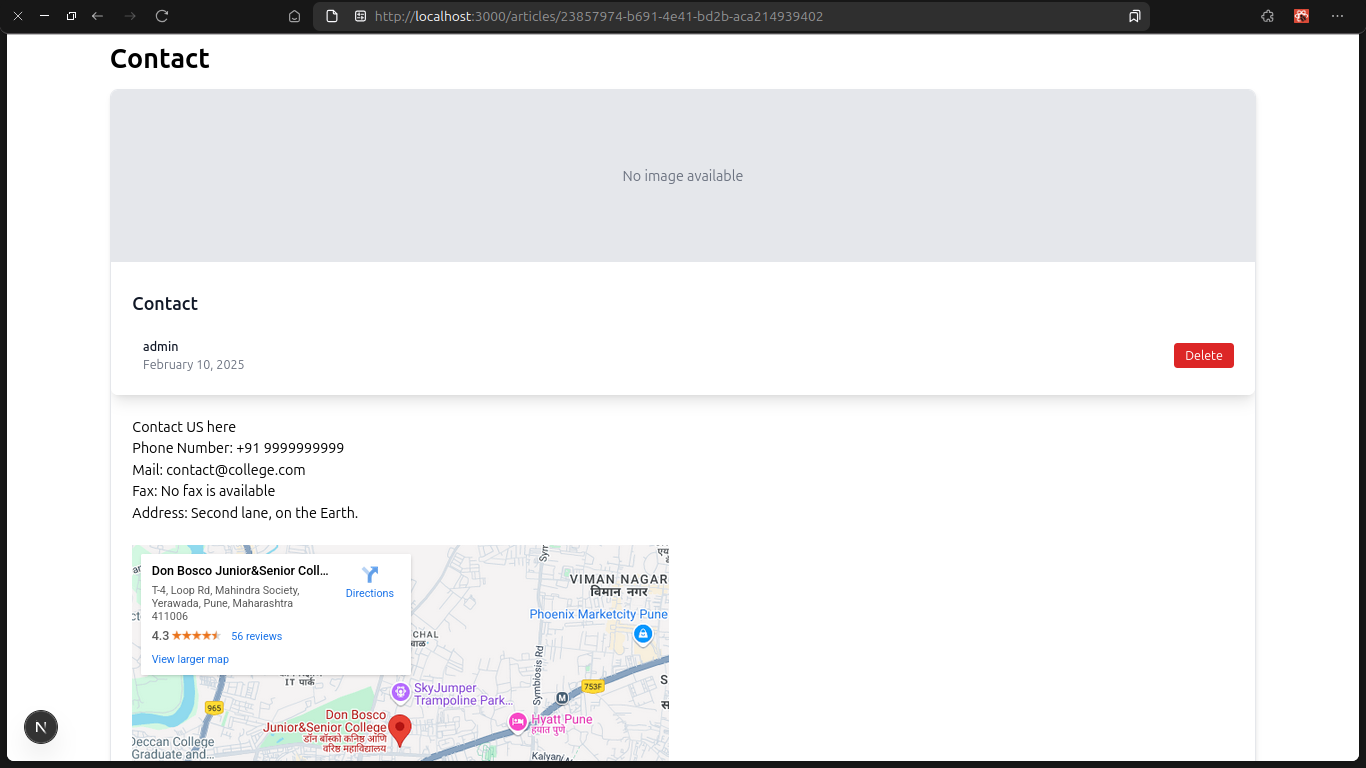 http://localhost:3000/articles/23857974-b691-4e41-bd2b-aca214939402
Contact
No image available
Contact
admin
February 10, 2025
Delete
Contact US here
Phone Number: +91 9999999999
Mail: contact@college.com
Fax: No fax is available
Address: Second lane, on the Earth.
Don Bosco Junior&Senior Coll...
T-4, Loop Rd, Mahindra Society,
Yerawada, Pune, Maharashtra
411006
Directions
4.3
56 reviews
View larger map
VIMAN NAGAR
विमान नगर
Phoenix Marketcity Pune
CHAL
IT पार्क
Symbiosis Rd
SkyJumper
Trampoline Park...
753F
M
965
Don Bosco
Junior&Senior College
डॉन बॉस्को कनिष्ठ आणि
वरिष्ठ महाविद्यालय
Hyatt Pune
हयात पुणे
Deccan College
Graduate and...
Kalyan
N